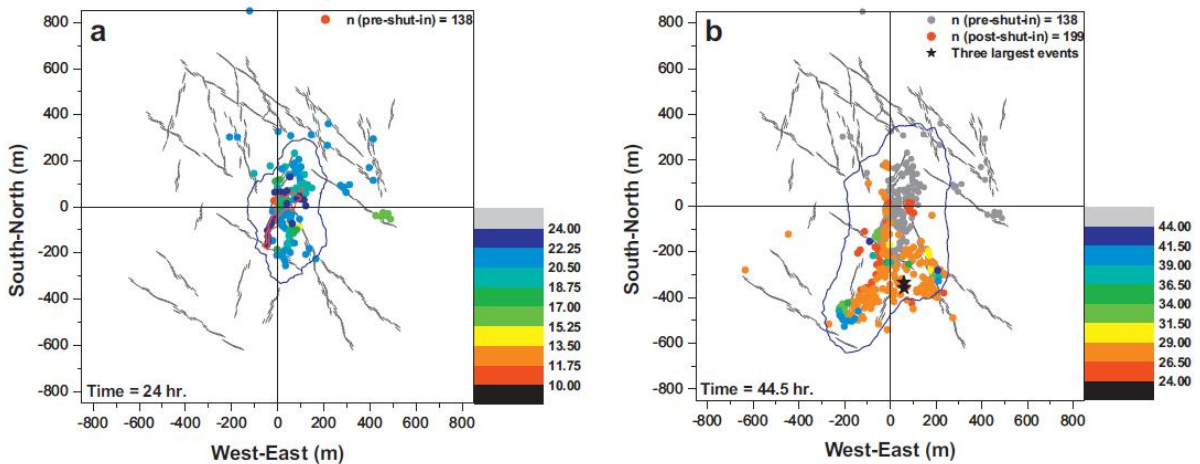 a
n (pre-shut-in) = 138
800
600
400
200
0
-200
-400
-600
-800
South-North (m)
Time = 24 hr.
-800 -600 -400 -200 0 200 400 600 800
West-East (m)
24.00
22.25
20.50
18.75
17.00
15.25
13.50
11.75
10.00
b
n (pre-shut-in) = 138
n (post-shut-in) = 199
Three largest events
800
600
400
200
0
-200
-400
-600
-800
South-North (m)
Time = 44.5 hr.
-800 -600 -400 -200 0 200 400 600 800
West-East (m)
44.00
41.50
39.00
36.50
34.00
31.50
29.00
26.50
24.00